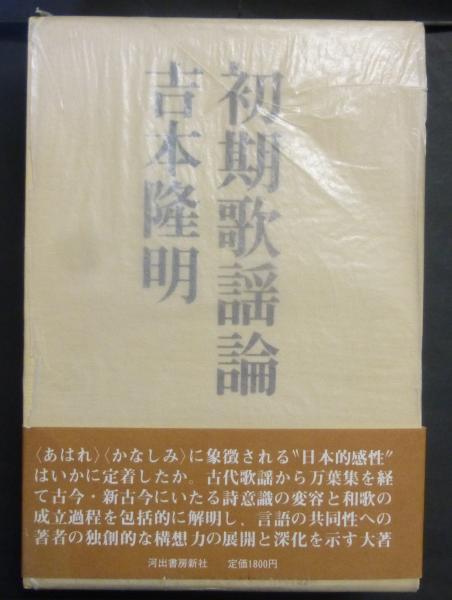 初期歌謡論
吉本隆明
〈あはれ〉〈かなしみ〉に象徴される〝日本的感性〟
はいかに定着したか。古代歌謡から万葉集を経
て古今・新古今にいたる詩意識の変容と和歌の
成立過程を包括的に解明し、言語の共同性への
著者の独創的な構想力の展開と深化を示す大著
河出書房新社　定価1800円